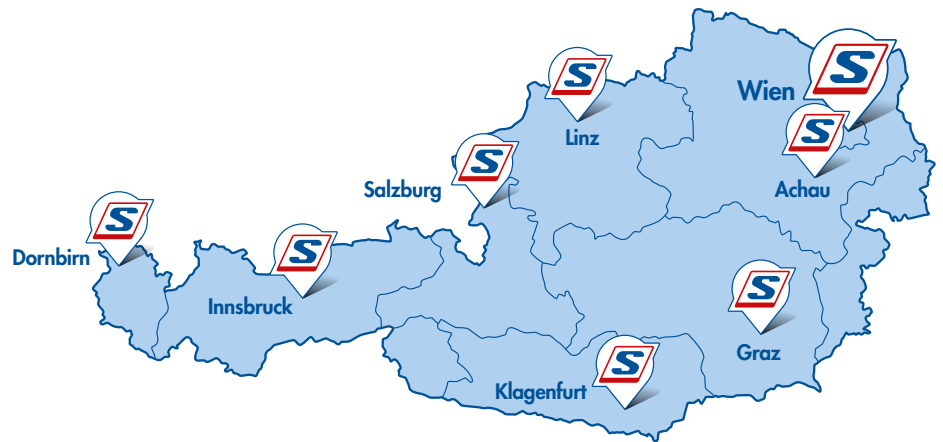 S
Wien
S
Linz
S
Achau
S
Salzburg
S
Dornbirn
S
Innsbruck
S
Graz
S
Klagenfurt